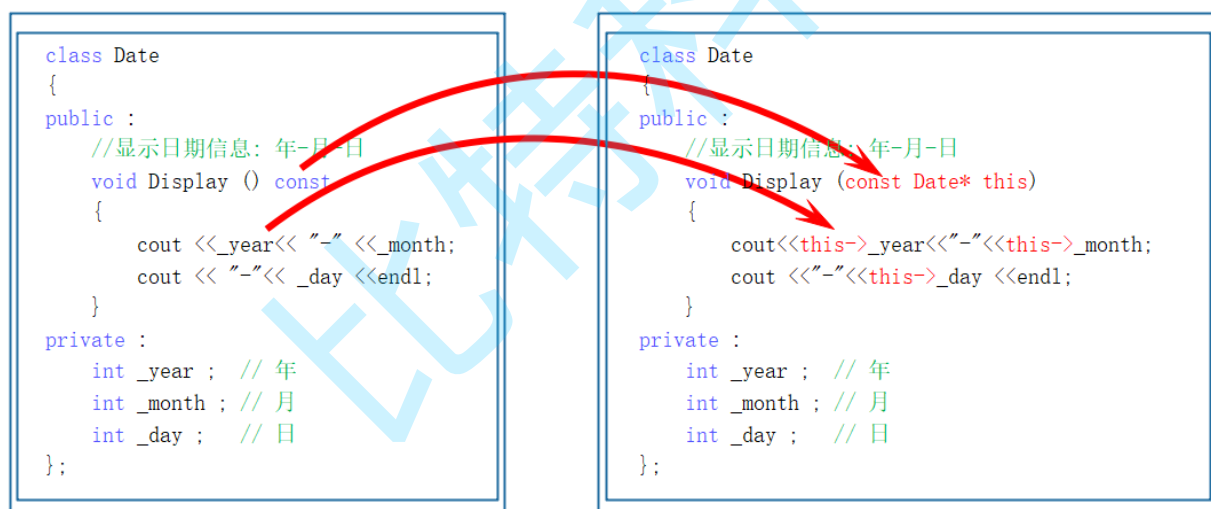 class Date
{
public :
//显示日期信息: 年-月-日
void Display () const
{
cout <<_year<< "-" <<_month;
cout << "-"<< _day <<endl;
}
private :
int _year ; // 年
int _month ; // 月
int _day ; // 日
};
class Date
{
public :
//显示日期信息: 年-月-日
void Display (const Date* this)
{
cout<<this->_year<<"-"<<this->_month;
cout <<"-"<<this->_day <<endl;
}
private :
int _year ; // 年
int _month ; // 月
int _day ; // 日
};
比特科